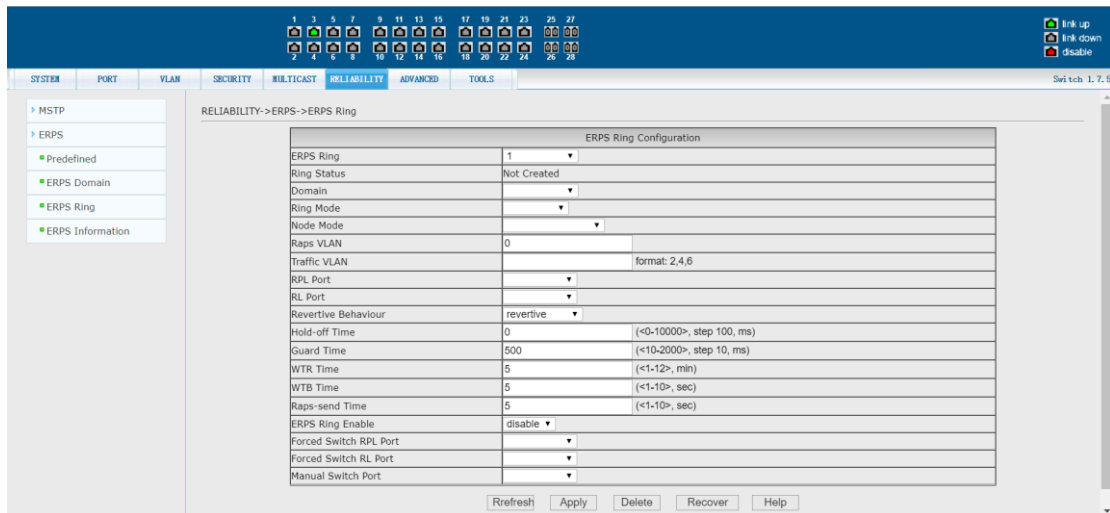 1 3 5 7 9 11 13 15 17 19 21 23 25 27
2 4 6 8 10 12 14 16 18 20 22 24 26 28
link up
link down
disable
SYSTEM PORT VLAN SECURITY MULTICAST RELIABILITY ADVANCED TOOLS Switch 1.7.5
MSTP
ERPS
Predefined
ERPS Domain
ERPS Ring
ERPS Information
RELIABILITY->ERPS->ERPS Ring
ERPS Ring Configuration
ERPS Ring 1
Ring Status Not Created
Domain
Ring Mode
Node Mode
Raps VLAN 0
Traffic VLAN format: 2,4,6
RPL Port
RL Port
Revertive Behaviour revertive
Hold-off Time 0 (<0-10000>, step 100, ms)
Guard Time 500 (<10-2000>, step 10, ms)
WTR Time 5 (<1-12>, min)
WTB Time 5 (<1-10>, sec)
Raps-send Time 5 (<1-10>, sec)
ERPS Ring Enable disable
Forced Switch RPL Port
Forced Switch RL Port
Manual Switch Port
Rrefresh Apply Delete Recover Help